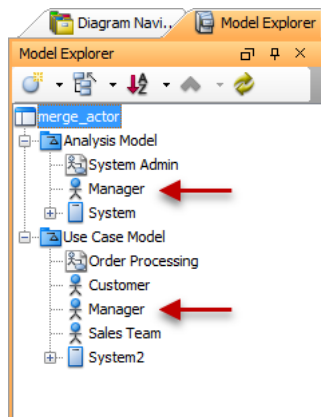 Diagram Navi..
Model Explorer
Model Explorer
merge_actor
Analysis Model
System Admin
Manager
System
Use Case Model
Order Processing
Customer
Manager
Sales Team
System2